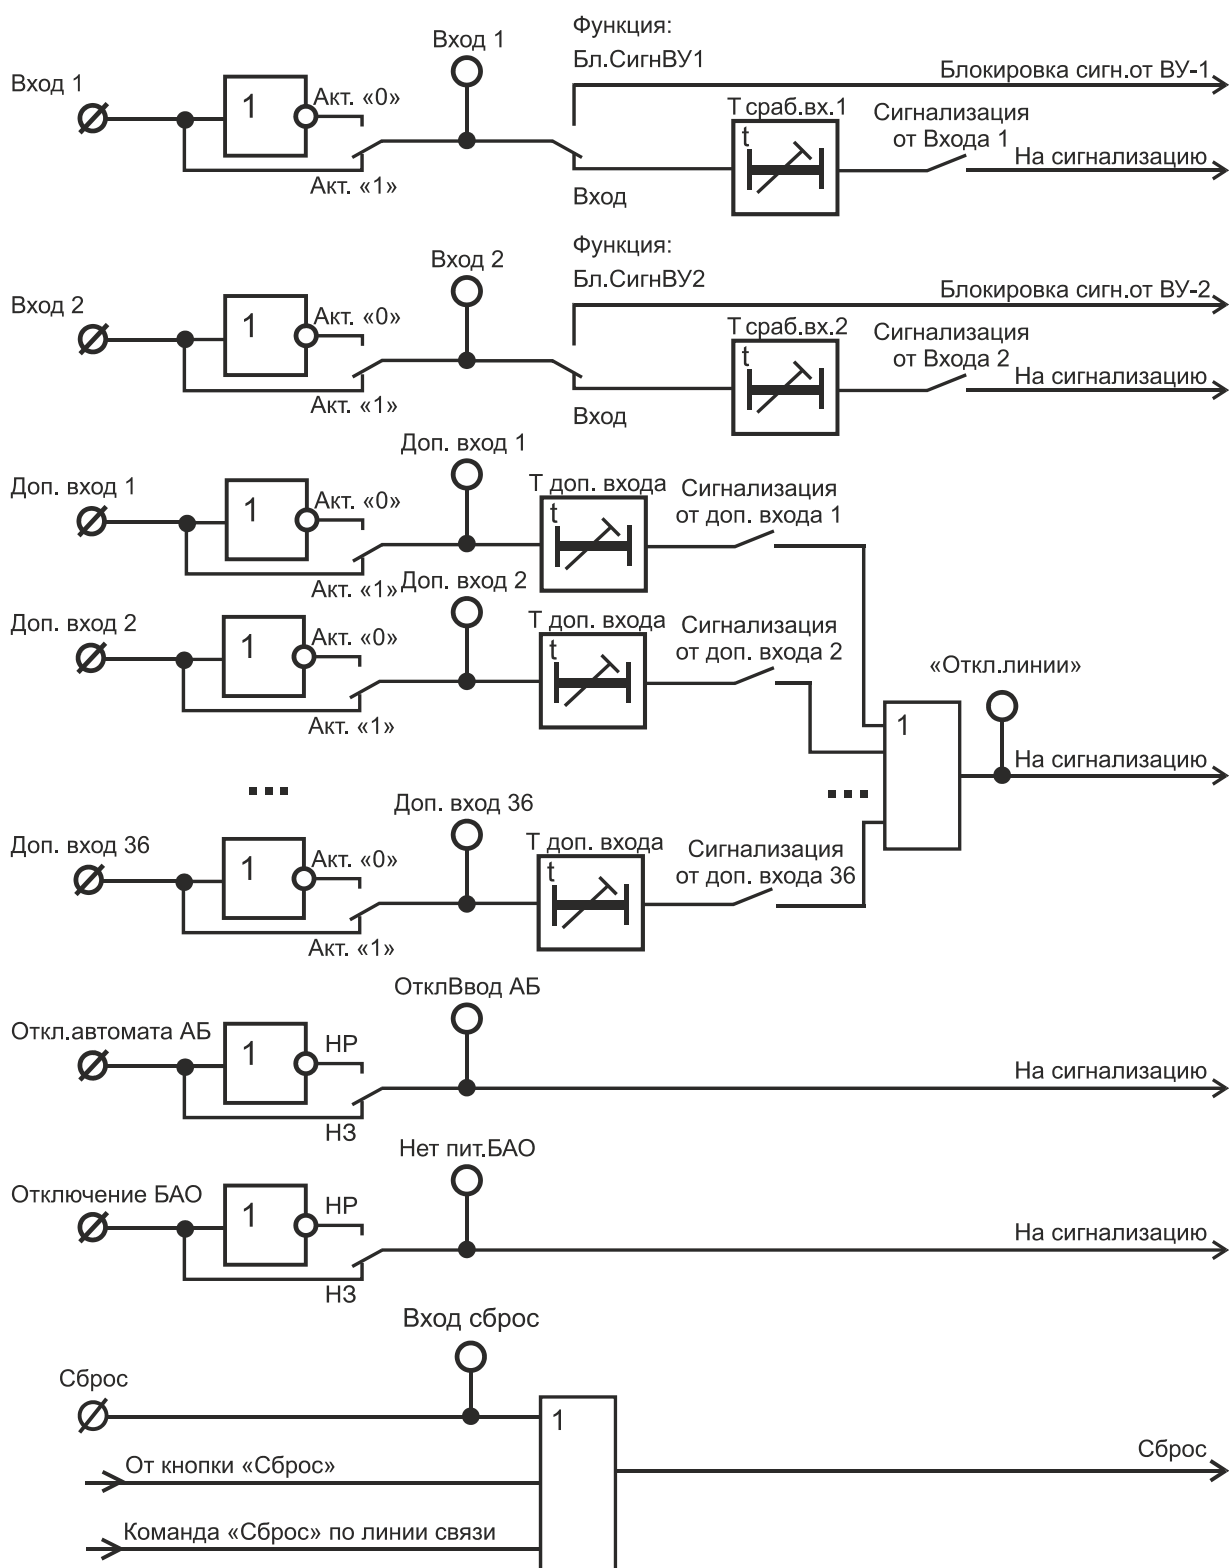 Функция:
Вход 1
Бл.СигнВУ1
Вход 1
1
Акт. «0»
Акт. «1»
Блокировка сигн.от ВУ-1
Т сраб.вх.1
t
Сигнализация
от Входа 1
На сигнализацию
Вход
Функция:
Вход 2
Бл.СигнВУ2
Вход 2
1
Акт. «0»
Акт. «1»
Блокировка сигн.от ВУ-2
Т сраб.вх.2
t
Сигнализация
от Входа 2
На сигнализацию
Вход
Доп. вход 1
Доп. вход 1
1
Акт. «0»
Акт. «1»
Т доп. входа
t
Сигнализация
от доп. входа 1
Доп. вход 2
Доп. вход 2
1
Акт. «0»
Акт. «1»
Т доп. входа
t
Сигнализация
от доп. входа 2
«Откл.линии»
1
На сигнализацию
...
...
Доп. вход 36
Доп. вход 36
1
Акт. «0»
Акт. «1»
Т доп. входа
t
Сигнализация
от доп. входа 36
ОтклВвод АБ
Откл.автомата АБ
1
НР
НЗ
На сигнализацию
Нет пит.БАО
Отключение БАО
1
НР
НЗ
На сигнализацию
Вход сброс
Сброс
1
От кнопки «Сброс»
Сброс
Команда «Сброс» по линии связи